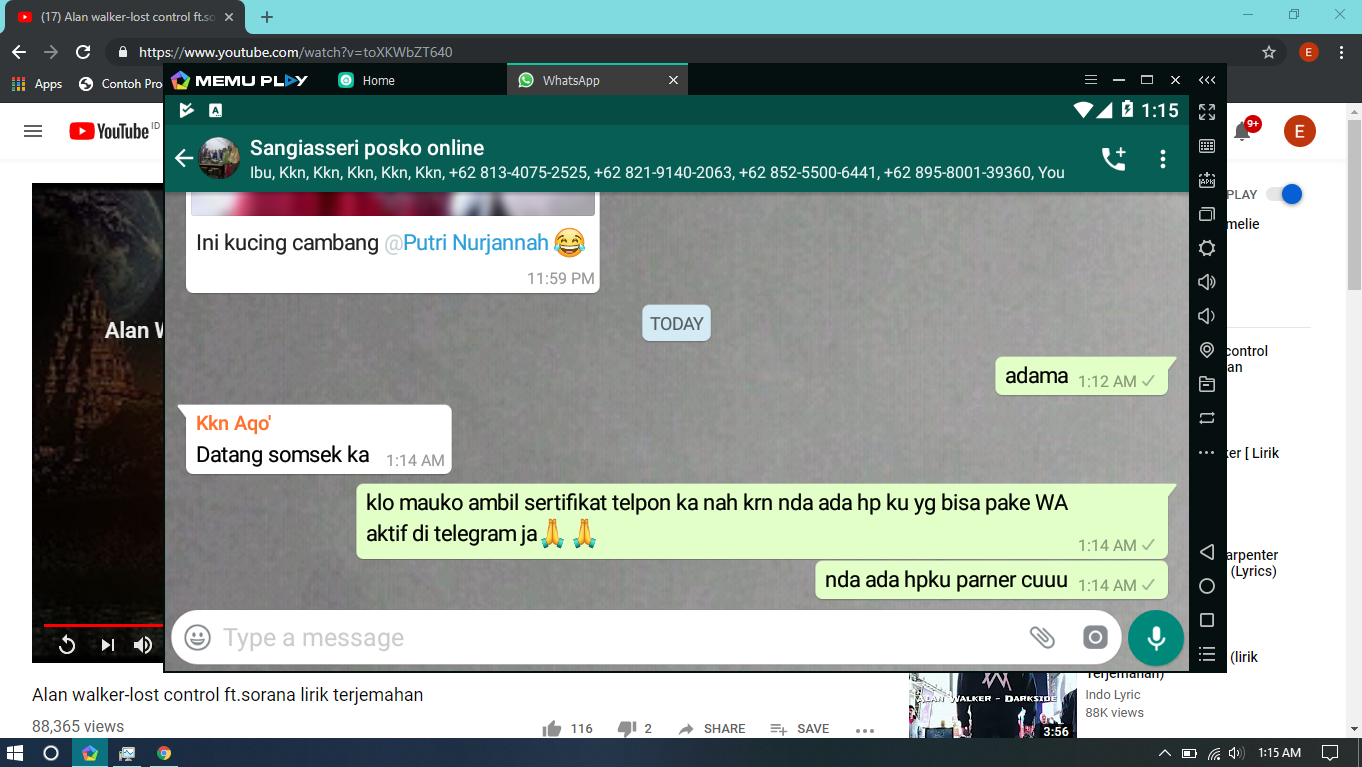 (17) Alan walker-lost control ft.so
https://www.youtube.com/watch?v=toXKWbZT640
E
Apps
Contoh Pro
MEMU PLAY
Home
WhatsApp
YouTube ID
9+
E
1:15
Sangiasseri posko online
Ibu, Kkn, Kkn, Kkn, Kkn, Kkn, +62 813-4075-2525, +62 821-9140-2063, +62 852-5500-6441, +62 895-8001-39360, You
Ini kucing cambang @Putri Nurjannah 😂
11:59 PM
TODAY
adama 1:12 AM
Kkn Aqo'
Datang somsek ka 1:14 AM
klo mauko ambil sertifikat telpon ka nah krn nda ada hp ku yg bisa pake WA
aktif di telegram ja🙏 🙏
1:14 AM
nda ada hpku parner cuuu 1:14 AM
Type a message
Alan W
PLAY
melie
control
an
ker [ Lirik
arpenter
(Lyrics)
(lirik
Terjemahan)
Indo Lyric
88K views
ALAN WALKER - DARKSIDE
3:56
Alan walker-lost control ft.sorana lirik terjemahan
88,365 views
116
2
SHARE
SAVE
1:15 AM